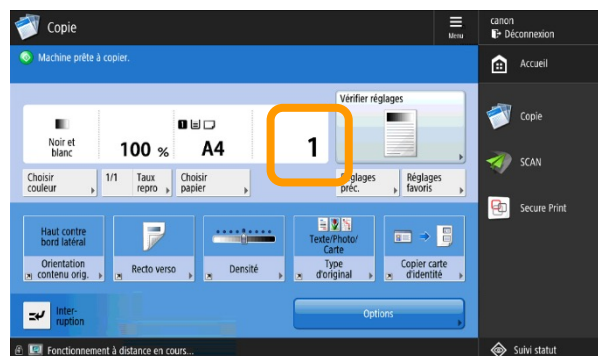 Copie
Menu
canon
Déconnexion
Machine prête à copier.
Accueil
Vérifier réglages
Copie
Noir et
blanc
100 %
1
A4
1
SCAN
Choisir
couleur
1/1
Taux
repro
Choisir
papier
Réglages
préc.
Réglages
favoris
Secure Print
Haut contre
bord latéral
Orientation
contenu orig.
Recto verso
Densité
Texte/Photo/
Carte
Type
d'original
Copier carte
d'identité
Inter-
ruption
Options
Fonctionnement à distance en cours...
Suivi statut